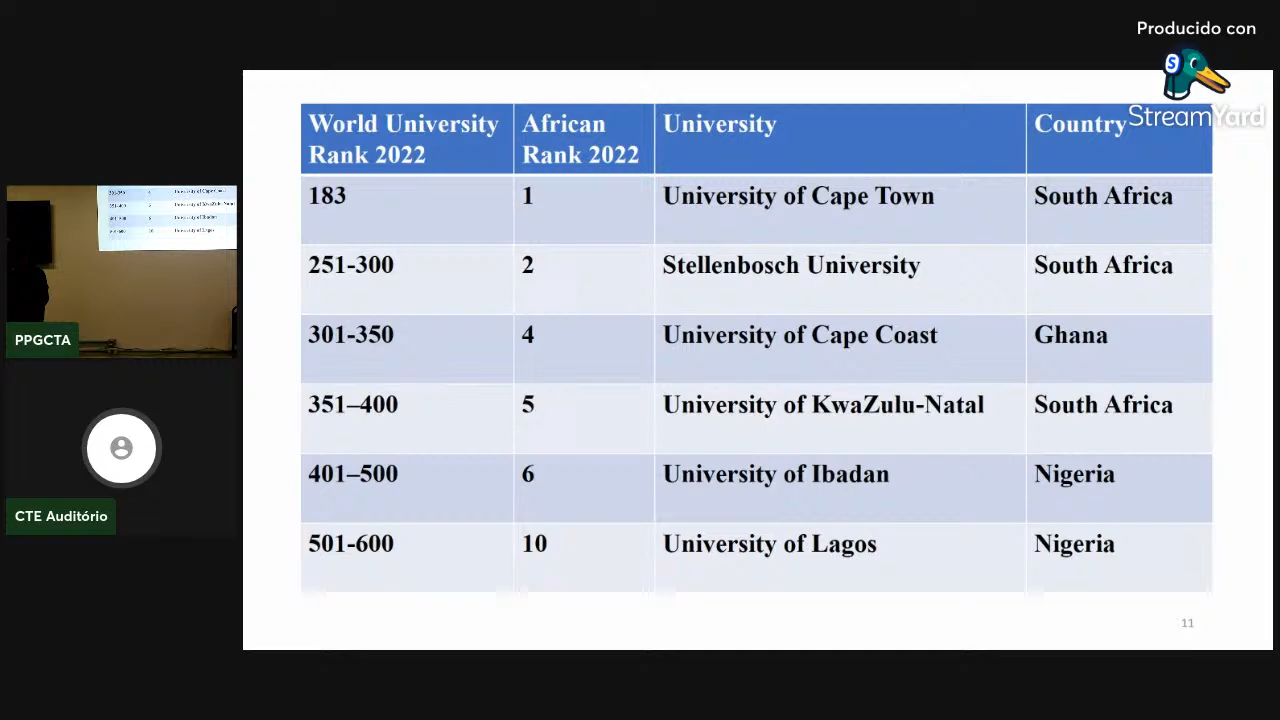 Producido con
StreamYard
World University Rank 2022 African Rank 2022 University Country
183 1 University of Cape Town South Africa
251-300 2 Stellenbosch University South Africa
301-350 4 University of Cape Coast Ghana
351–400 5 University of KwaZulu-Natal South Africa
401–500 6 University of Ibadan Nigeria
501-600 10 University of Lagos Nigeria
11
PPGCTA
CTE Auditório